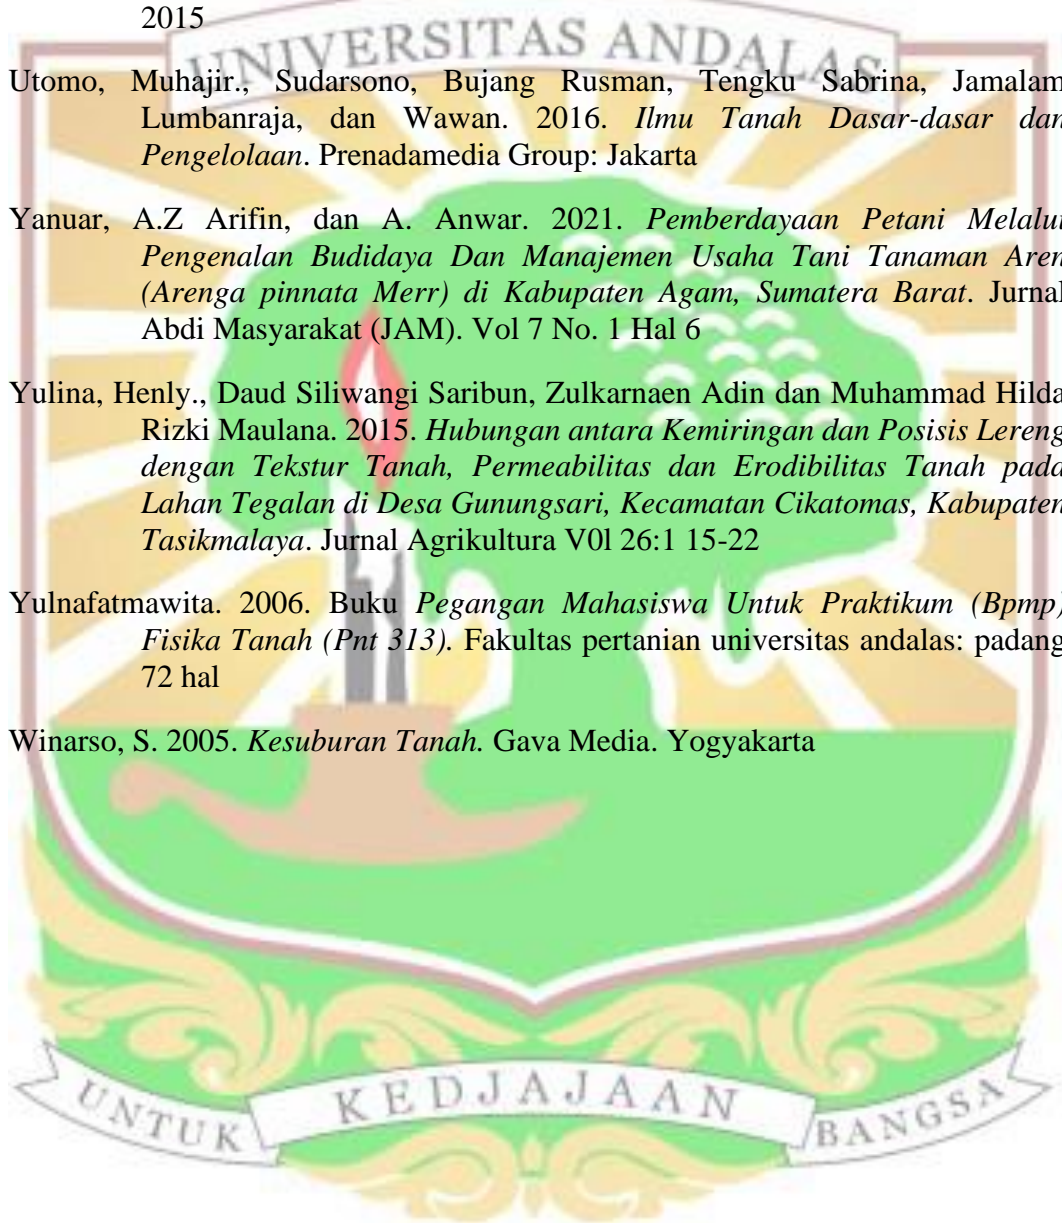 2015
UNIVERSITAS ANDALAS
Utomo, Muhajir., Sudarsono, Bujang Rusman, Tengku Sabrina, Jamalam
Lumbanraja, dan Wawan. 2016. Ilmu Tanah Dasar-dasar dan
Pengelolaan. Prenadamedia Group: Jakarta
Yanuar, A.Z Arifin, dan A. Anwar. 2021. Pemberdayaan Petani Melalui
Pengenalan Budidaya Dan Manajemen Usaha Tani Tanaman Aren
(Arenga pinnata Merr) di Kabupaten Agam, Sumatera Barat. Jurnal
Abdi Masyarakat (JAM). Vol 7 No. 1 Hal 6
Yulina, Henly., Daud Siliwangi Saribun, Zulkarnaen Adin dan Muhammad Hilda
Rizki Maulana. 2015. Hubungan antara Kemiringan dan Posisis Lereng
dengan Tekstur Tanah, Permeabilitas dan Erodibilitas Tanah pada
Lahan Tegalan di Desa Gunungsari, Kecamatan Cikatomas, Kabupaten
Tasikmalaya. Jurnal Agrikultura V0l 26:1 15-22
Yulnafatmawita. 2006. Buku Pegangan Mahasiswa Untuk Praktikum (Bpmp)
Fisika Tanah (Pnt 313). Fakultas pertanian universitas andalas: padang
72 hal
Winarso, S. 2005. Kesuburan Tanah. Gava Media. Yogyakarta
UNTUK KEDJAJAAN BANGSA